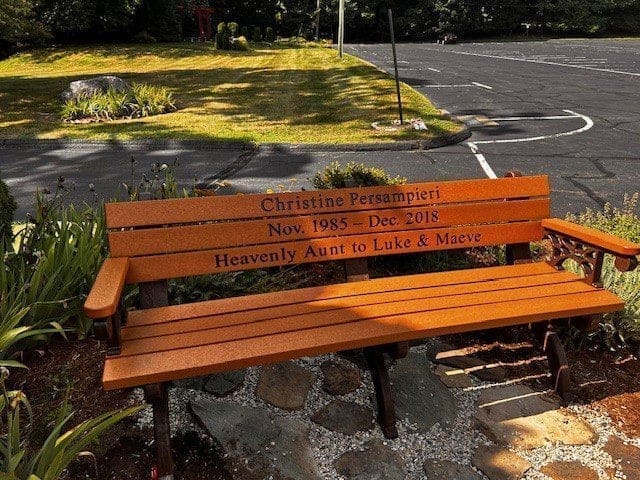 Christine Persampieri
Nov. 1985 – Dec. 2018
Heavenly Aunt to Luke & Maeve